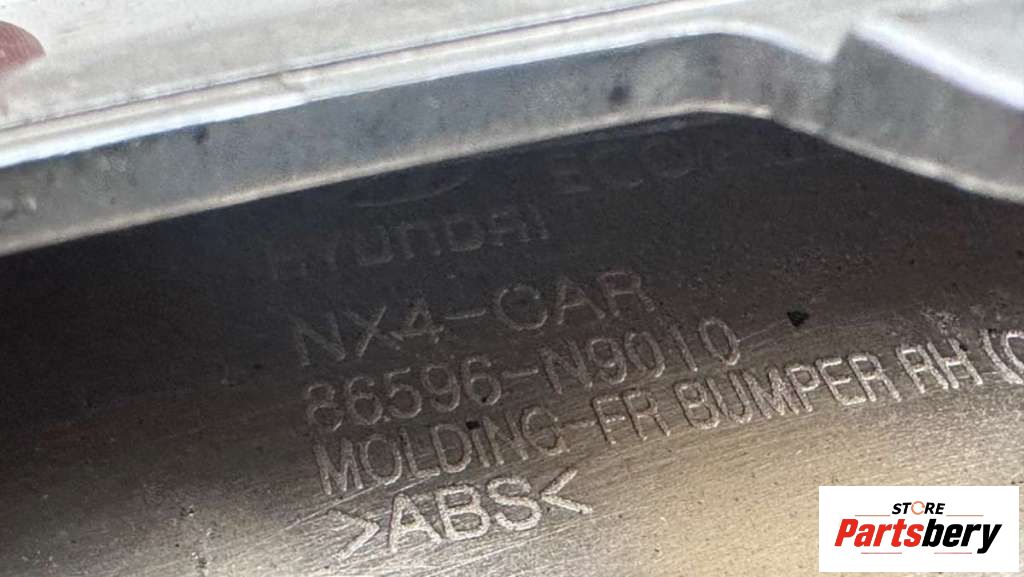 HYUNDAI
NX4-CAR
86596-N9010
MOLDING-FR BUMPER RH (C
>ABS<
STORE
Partsbery